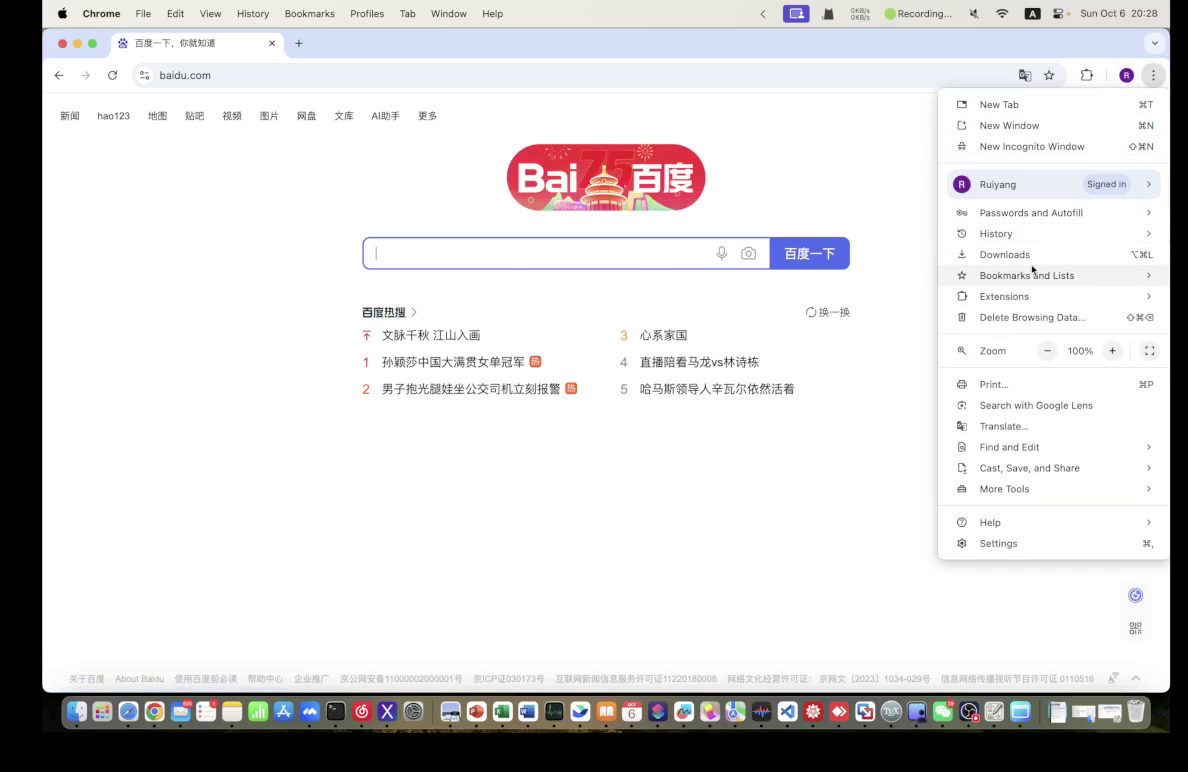 Chrome File Edit View History Bookmarks Profiles Tab Window Help 0KB/s 0KB/s Recording... A Sun Oct 6 20:28
百度一下，你就知道
baidu.com R
新闻 hao123 地图 贴吧 视频 图片 网盘 文库 AI助手 更多
Bai 75 百度
百度一下
百度热搜 换一换
文脉千秋 江山入画
1 孙颖莎中国大满贯女单冠军 热
2 男子抱光腿娃坐公交司机立刻报警 热
3 心系家国
4 直播陪看马龙vs林诗栋
5 哈马斯领导人辛瓦尔依然活着
New Tab ⌘T
New Window ⌘N
New Incognito Window ⇧⌘N
R Ruiyang Signed in
Passwords and Autofill
History
Downloads ⌥⌘L
Bookmarks and Lists
Extensions
Delete Browsing Data... ⇧⌘⌫
Zoom − 100% +
Print... ⌘P
Search with Google Lens
Translate...
Find and Edit
Cast, Save, and Share
More Tools
Help
Settings ⌘,
关于百度 About Baidu 使用百度前必读 帮助中心 企业推广 京公网安备11000002000001号 京ICP证030173号 互联网新闻信息服务许可证11220180008 网络文化经营许可证： 京网文〔2023〕1034-029号 信息网络传播视听节目许可证 0110516